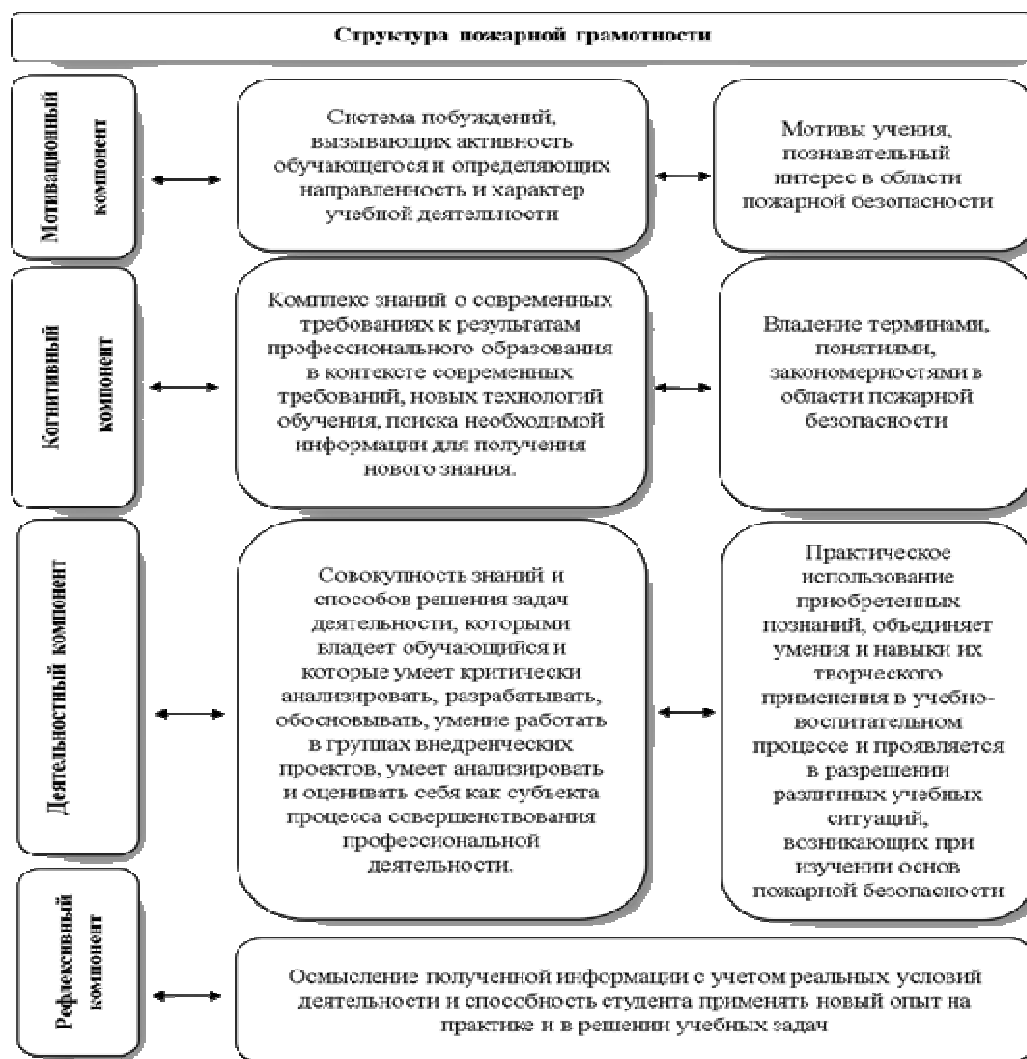 Структура пожарной грамотности
Мотивационный
компонент
Система побуждений,
вызывающих активность
обучающегося и определяющих
направленность и характер
учебной деятельности
Мотивы учения,
познавательный
интерес в области
пожарной безопасности
Когнитивный
компонент
Комплекс знаний о современных
требованиях к результатам
профессионального образования
в контексте современных
требований, новых технологий
обучения, поиска необходимой
информации для получения
нового знания.
Владение терминами,
понятиями,
закономерностями в
области пожарной
безопасности
Деятельностный компонент
Совокупность знаний и
способов решения задач
деятельности, которыми
владеет обучающийся и
которые умеет критически
анализировать, разрабатывать,
обосновывать, умение работать
в группах внедренческих
проектов, умеет анализировать
и оценивать себя как субъекта
процесса совершенствования
профессиональной
деятельности.
Практическое
использование
приобретенных
познаний, объединяет
умения и навыки их
творческого
применения в учебно-
воспитательном
процессе и проявляется
в разрешении
различных учебных
ситуаций,
возникающих при
изучении основ
пожарной безопасности
Рефлексивный
компонент
Осмысление полученной информации с учетом реальных условий
деятельности и способность студента применять новый опыт на
практике и в решении учебных задач